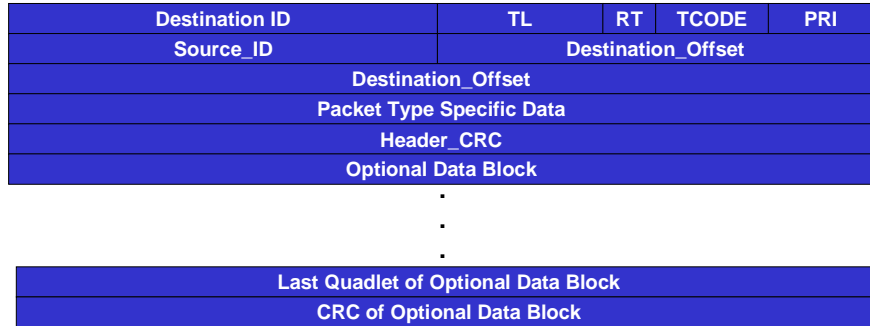 Destination ID TL RT TCODE PRI
Source_ID Destination_Offset
Destination_Offset
Packet Type Specific Data
Header_CRC
Optional Data Block
.
.
.
Last Quadlet of Optional Data Block
CRC of Optional Data Block